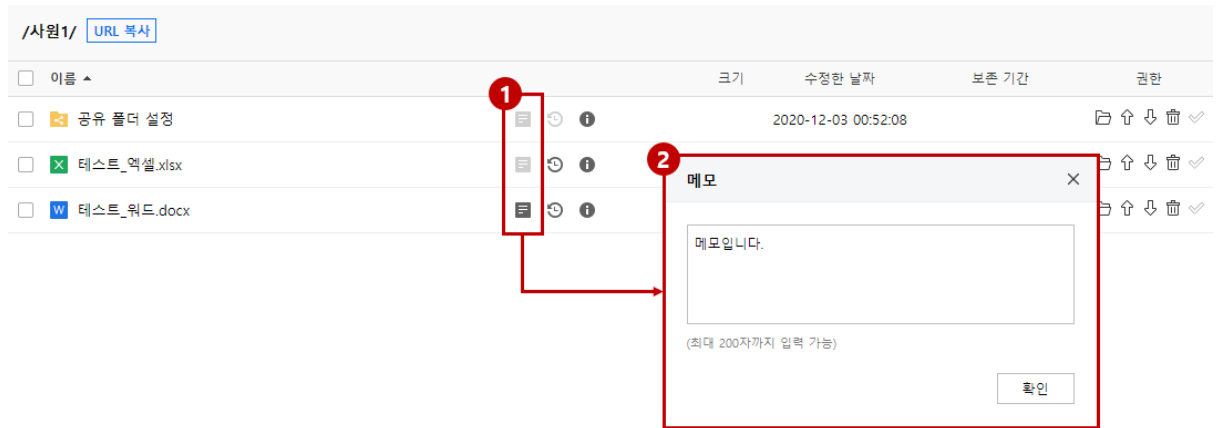 /사원1/ URL 복사
이름 크기 수정한 날짜 보존 기간 권한
1
공유 폴더 설정 2020-12-03 00:52:08
테스트_엑셀.xlsx
2
메모
테스트_워드.docx
메모입니다.
(최대 200자까지 입력 가능)
확인